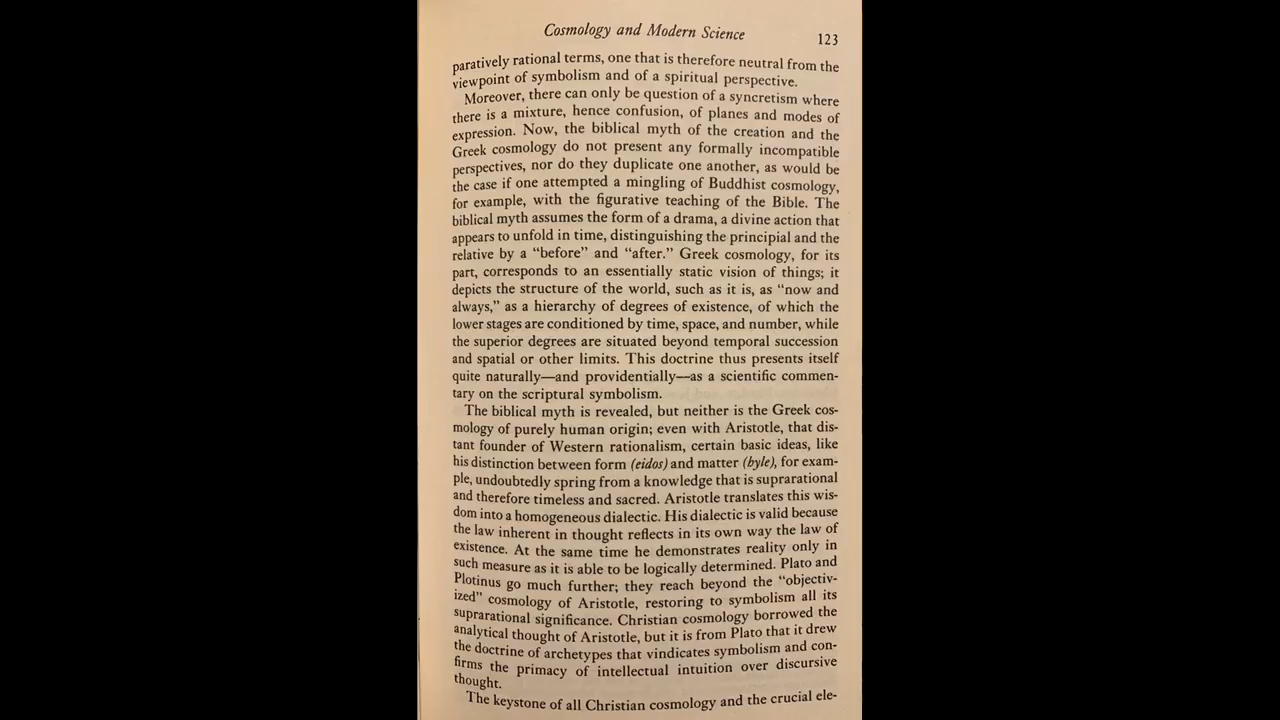 Cosmology and Modern Science
123
paratively rational terms, one that is therefore neutral from the
viewpoint of symbolism and of a spiritual perspective.
Moreover, there can only be question of a syncretism where
there is a mixture, hence confusion, of planes and modes of
expression. Now, the biblical myth of the creation and the
Greek cosmology do not present any formally incompatible
perspectives, nor do they duplicate one another, as would be
the case if one attempted a mingling of Buddhist cosmology,
for example, with the figurative teaching of the Bible. The
biblical myth assumes the form of a drama, a divine action that
appears to unfold in time, distinguishing the principial and the
relative by a “before” and “after.” Greek cosmology, for its
part, corresponds to an essentially static vision of things; it
depicts the structure of the world, such as it is, as “now and
always,” as a hierarchy of degrees of existence, of which the
lower stages are conditioned by time, space, and number, while
the superior degrees are situated beyond temporal succession
and spatial or other limits. This doctrine thus presents itself
quite naturally—and providentially—as a scientific commen-
tary on the scriptural symbolism.
The biblical myth is revealed, but neither is the Greek cos-
mology of purely human origin; even with Aristotle, that dis-
tant founder of Western rationalism, certain basic ideas, like
his distinction between form (eidos) and matter (hyle), for exam-
ple, undoubtedly spring from a knowledge that is suprarational
and therefore timeless and sacred. Aristotle translates this wis-
dom into a homogeneous dialectic. His dialectic is valid because
the law inherent in thought reflects in its own way the law of
existence. At the same time he demonstrates reality only in
such measure as it is able to be logically determined. Plato and
Plotinus go much further; they reach beyond the “objectiv-
ized” cosmology of Aristotle, restoring to symbolism all its
suprarational significance. Christian cosmology borrowed the
analytical thought of Aristotle, but it is from Plato that it drew
the doctrine of archetypes that vindicates symbolism and con-
firms the primacy of intellectual intuition over discursive
thought.
The keystone of all Christian cosmology and the crucial ele-